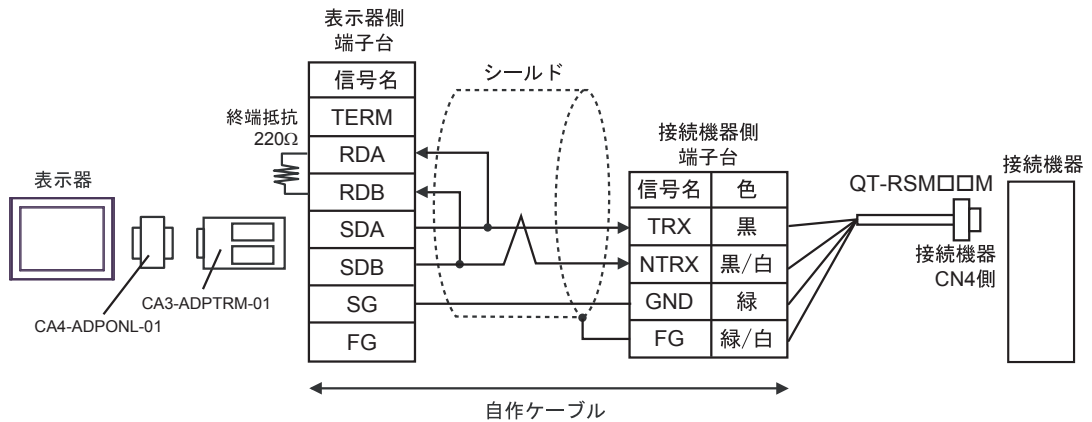 表示器側
端子台
信号名
TERM
RDA
RDB
SDA
SDB
SG
FG
終端抵抗
220Ω
シールド
表示器
CA4-ADPONL-01
CA3-ADPTRM-01
接続機器側
端子台
信号名 色
TRX 黒
NTRX 黒/白
GND 緑
FG 緑/白
QT-RSM□□M
接続機器
CN4側
接続機器
自作ケーブル